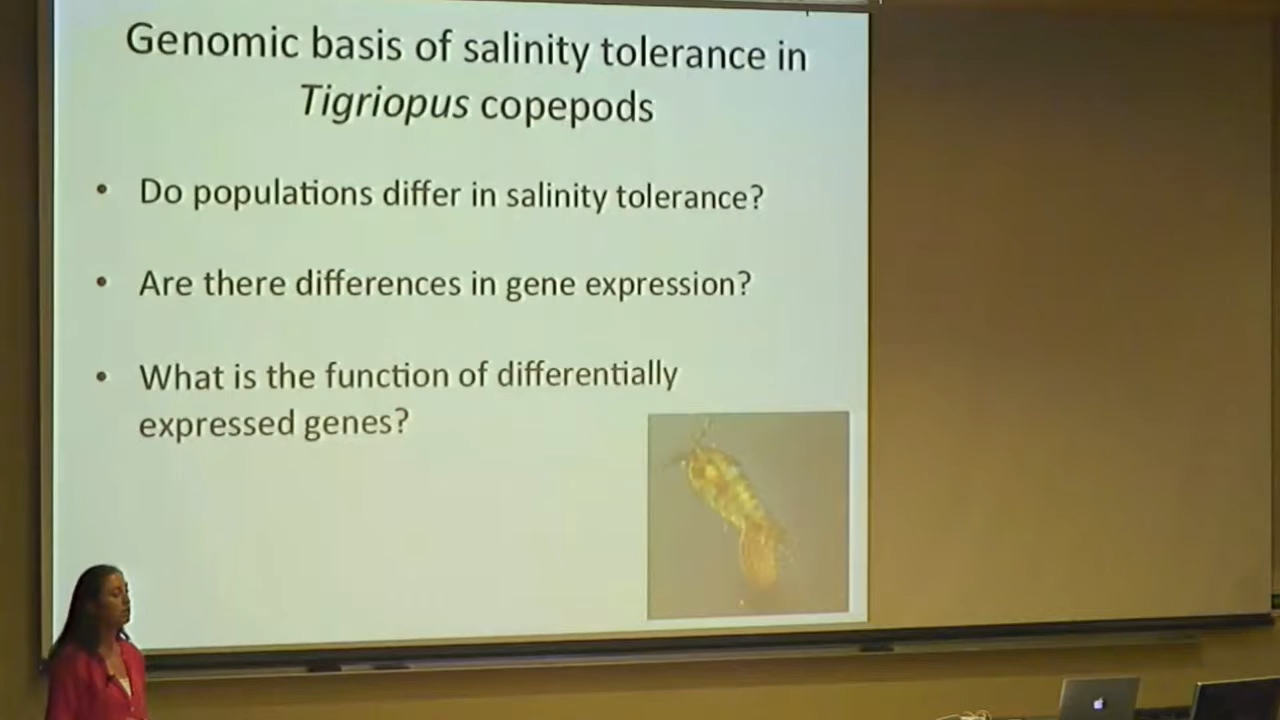 Genomic basis of salinity tolerance in
Tigriopus copepods
• Do populations differ in salinity tolerance?
• Are there differences in gene expression?
• What is the function of differentially
expressed genes?